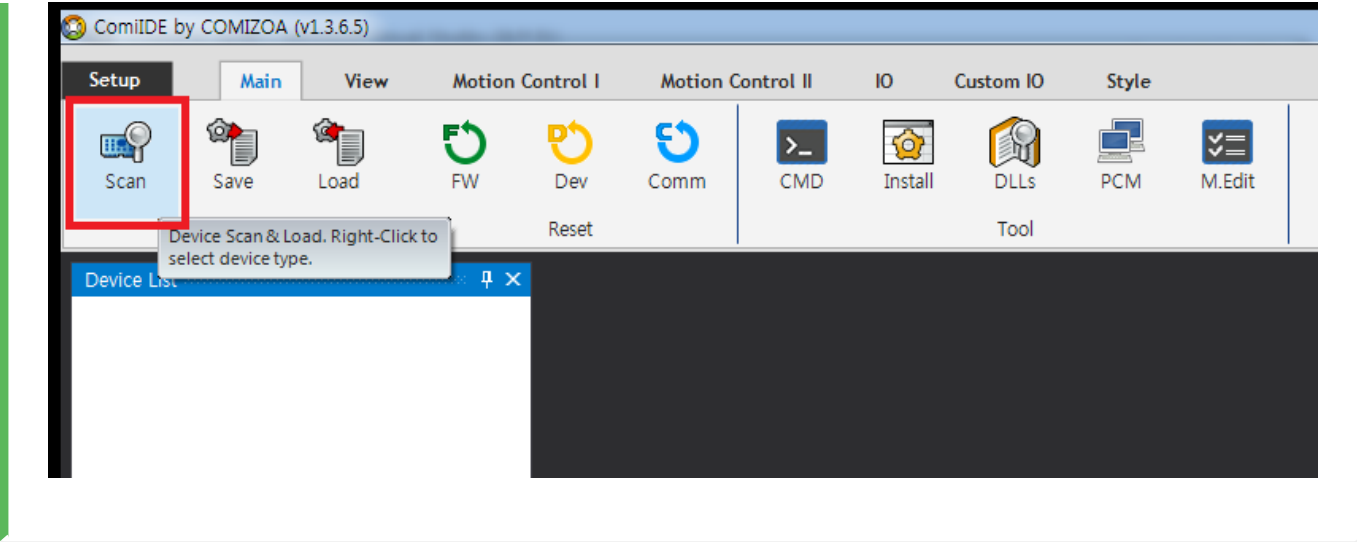 ComiIDE by COMIZOA (v1.3.6.5)
Setup Main View Motion Control I Motion Control II IO Custom IO Style
Scan Save Load FW Dev Comm CMD Install DLLs PCM M.Edit
Reset Tool
Device Scan & Load. Right-Click to
select device type.
Device List